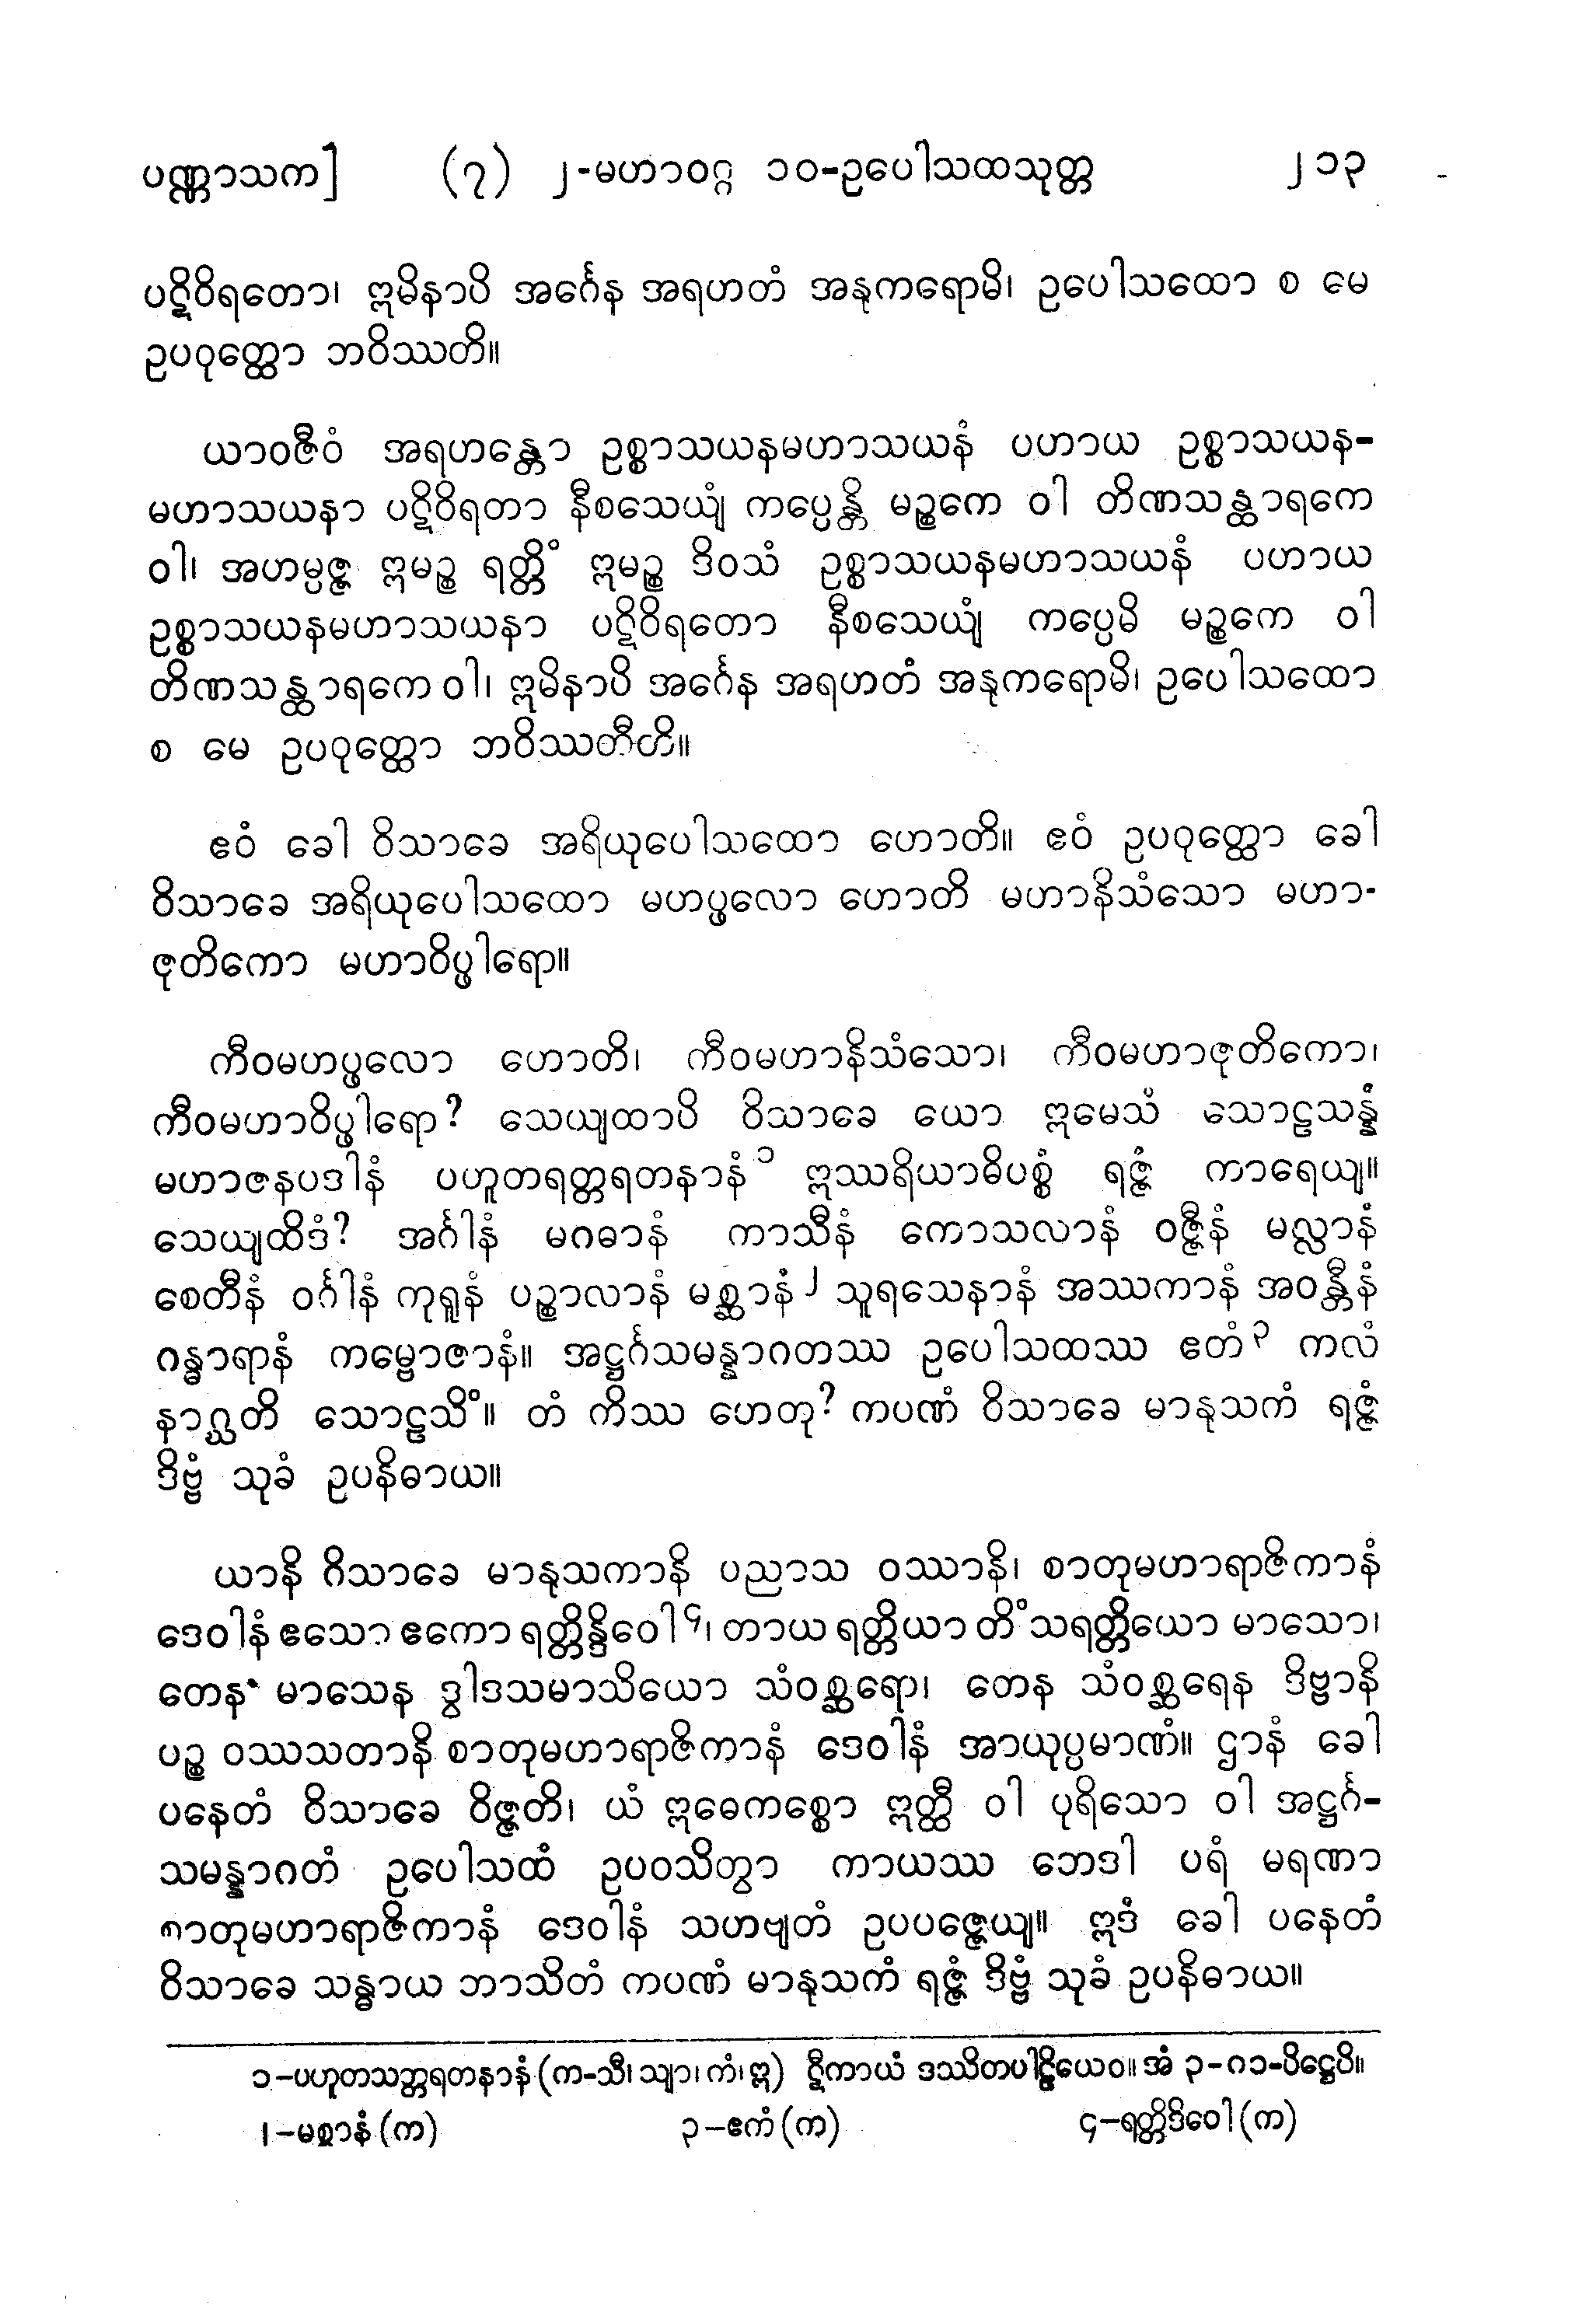 ပဏ္ဏာသက] (၇) ၂-မဟာဝဂ္ဂ ၁၀-ဥပေါသထသုတ္တ ၂၁၃
ပဋိဝိရတော၊ ဣမိနာပိ အင်္ဂေန အရဟတံ အနုကရောမိ၊ ဥပေါသထော စ မေ
ဥပဝုတ္ထော ဘဝိဿတိ။
ယာဝဇီဝံ အရဟန္တော ဥစ္စာသယနမဟာသယနံ ပဟာယ ဥစ္စာသယန-
မဟာသယနာ ပဋိဝိရတာ နီစသေယျံ ကပ္ပေန္တိ မဉ္စကေ ဝါ တိဏသန္ထာရကေ
ဝါ၊ အဟမ္ပဇ္ဇ ဣမဉ္စ ရတ္တိံ ဣမဉ္စ ဒိဝသံ ဥစ္စာသယနမဟာသယနံ ပဟာယ
ဥစ္စာသယနမဟာသယနာ ပဋိဝိရတော နီစသေယျံ ကပ္ပေမိ မဉ္စကေ ဝါ
တိဏသန္ထာရကေ ဝါ၊ ဣမိနာပိ အင်္ဂေန အရဟတံ အနုကရောမိ၊ ဥပေါသထော
စ မေ ဥပဝုတ္ထော ဘဝိဿတီတိ။
ဧဝံ ခေါ ဝိသာခေ အရိယုပေါသထော ဟောတိ။ ဧဝံ ဥပဝုတ္ထော ခေါ
ဝိသာခေ အရိယုပေါသထော မဟပ္ဖလော ဟောတိ မဟာနိသံသော မဟာ-
ဇုတိကော မဟာဝိပ္ဖါရော။
ကီဝမဟပ္ဖလော ဟောတိ၊ ကီဝမဟာနိသံသော၊ ကီဝမဟာဇုတိကော၊
ကီဝမဟာဝိပ္ဖါရော? သေယျထာပိ ဝိသာခေ ယော ဣမေသံ သောဠသန္နံ
မဟာဇနပဒါနံ ပဟူတရတ္တရတနာနံ ၁ ဣဿရိယာဓိပစ္စံ ရဇ္ဇံ ကာရေယျ။
သေယျထိဒံ? အင်္ဂါနံ မဂဓာနံ ကာသီနံ ကောသလာနံ ဝဇ္ဇီနံ မလ္လာနံ
စေတီနံ ဝင်္ဂါနံ ကုရူနံ ပဉ္စာလာနံ မစ္ဆာနံ ၂ သူရသေနာနံ အဿကာနံ အဝန္တီနံ
ဂန္ဓာရာနံ ကမ္ဗောဇာနံ။ အဋ္ဌင်္ဂသမန္နာဂတဿ ဥပေါသထဿ ဧတံ ၃ ကလံ
နာဂ္ဃတိ သောဠသိံ။ တံ ကိဿ ဟေတု? ကပဏံ ဝိသာခေ မာနုသကံ ရဇ္ဇံ
ဒိဗ္ဗံ သုခံ ဥပနိဓာယ။
ယာနိ ဝိသာခေ မာနုသကာနိ ပညာသ ဝဿာနိ၊ စာတုမဟာရာဇိကာနံ
ဒေဝါနံ ဧသော ဧကော ရတ္တိန္ဒိဝေါ ၄၊ တာယ ရတ္တိယာ တိံသရတ္တိယော မာသော၊
တေန မာသေန ဒွါဒသမာသိယော သံဝစ္ဆရော၊ တေန သံဝစ္ဆရေန ဒိဗ္ဗာနိ
ပဉ္စ ဝဿသတာနိ စာတုမဟာရာဇိကာနံ ဒေဝါနံ အာယုပ္ပမာဏံ။ ဌာနံ ခေါ
ပနေတံ ဝိသာခေ ဝိဇ္ဇတိ၊ ယံ ဣဓေကစ္စော ဣတ္ထီ ဝါ ပုရိသော ဝါ အဋ္ဌင်္ဂ-
သမန္နာဂတံ ဥပေါသထံ ဥပဝသိတွာ ကာယဿ ဘေဒါ ပရံ မရဏာ
စာတုမဟာရာဇိကာနံ ဒေဝါနံ သဟဗျတံ ဥပပဇ္ဇေယျ။ ဣဒံ ခေါ ပနေတံ
ဝိသာခေ သန္ဓာယ ဘာသိတံ ကပဏံ မာနုသကံ ရဇ္ဇံ ဒိဗ္ဗံ သုခံ ဥပနိဓာယ။
၁-ပဟူတသတ္တရတနာနံ (က-သီ၊ သျာ၊ ကံ၊ ဣ) ဋီကာယံ ဒဿိတပါဠိယေဝ။ အံ ၃-ဂ၁-ပိဋ္ဌေပိ။
၂-မစ္စာနံ (က) ၃-ဧကံ (က) ၄-ရတ္တိဒိဝေါ (က)